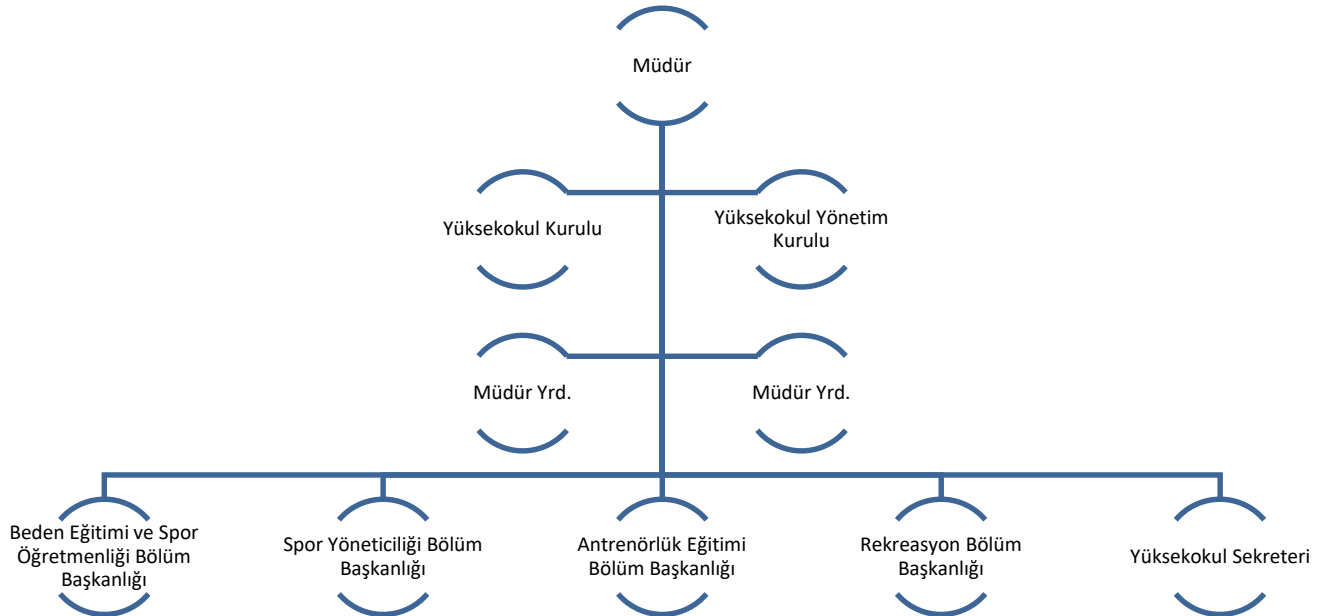 Müdür
Yüksekokul Kurulu
Yüksekokul Yönetim
Kurulu
Müdür Yrd.
Müdür Yrd.
Beden Eğitimi ve Spor
Öğretmenliği Bölüm
Başkanlığı
Spor Yöneticiliği Bölüm
Başkanlığı
Antrenörlük Eğitimi
Bölüm Başkanlığı
Rekreasyon Bölüm
Başkanlığı
Yüksekokul Sekreteri